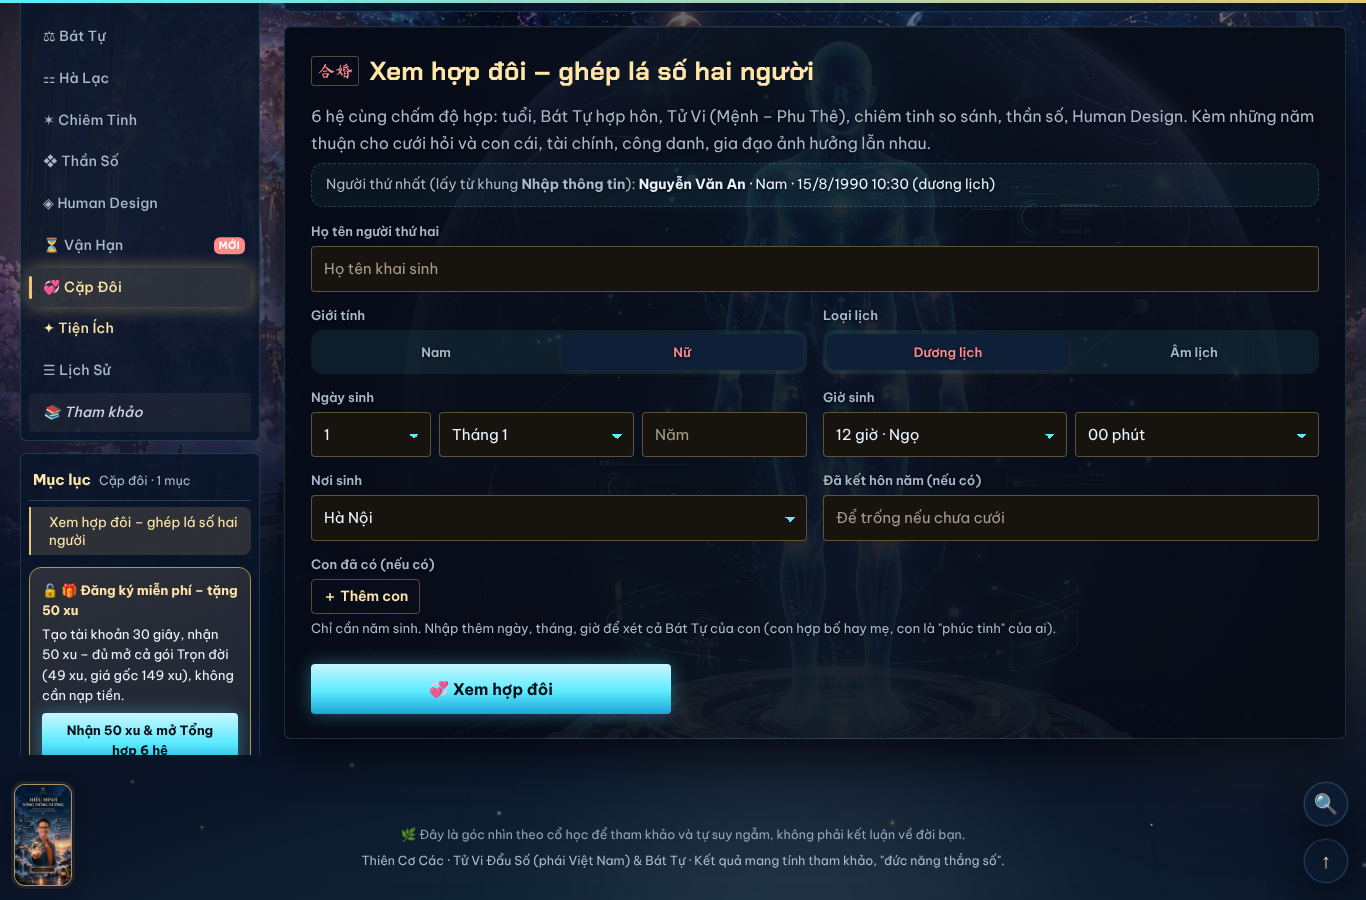 ⚖ Bát Tự
⚏ Hà Lạc
✶ Chiêm Tinh
❖ Thần Số
◈ Human Design
⏳ Vận Hạn MỚI
💞 Cặp Đôi
✦ Tiện Ích
☰ Lịch Sử
📚 Tham khảo
Mục lục Cặp đôi · 1 mục
Xem hợp đôi – ghép lá số hai
người
🔓 🎁 Đăng ký miễn phí – tặng
50 xu
Tạo tài khoản 30 giây, nhận
50 xu – đủ mở cả gói Trọn đời
(49 xu, giá gốc 149 xu), không
cần nạp tiền.
Nhận 50 xu & mở Tổng
hợp 6 hệ
合婚 Xem hợp đôi – ghép lá số hai người
6 hệ cùng chấm độ hợp: tuổi, Bát Tự hợp hôn, Tử Vi (Mệnh – Phu Thê), chiêm tinh so sánh, thần số, Human Design. Kèm những năm
thuận cho cưới hỏi và con cái, tài chính, công danh, gia đạo ảnh hưởng lẫn nhau.
Người thứ nhất (lấy từ khung Nhập thông tin): Nguyễn Văn An · Nam · 15/8/1990 10:30 (dương lịch)
Họ tên người thứ hai
Họ tên khai sinh
Giới tính Loại lịch
Nam Nữ Dương lịch Âm lịch
Ngày sinh Giờ sinh
1 Tháng 1 Năm 12 giờ · Ngọ 00 phút
Nơi sinh Đã kết hôn năm (nếu có)
Hà Nội Để trống nếu chưa cưới
Con đã có (nếu có)
+ Thêm con
Chỉ cần năm sinh. Nhập thêm ngày, tháng, giờ để xét cả Bát Tự của con (con hợp bố hay mẹ, con là "phúc tinh" của ai).
💞 Xem hợp đôi
HIỂU MÌNH
🌿 Đây là góc nhìn theo cổ học để tham khảo và tự suy ngẫm, không phải kết luận về đời bạn.
Thiên Cơ Các · Tử Vi Đẩu Số (phái Việt Nam) & Bát Tự · Kết quả mang tính tham khảo, "đức năng thắng số".
↑